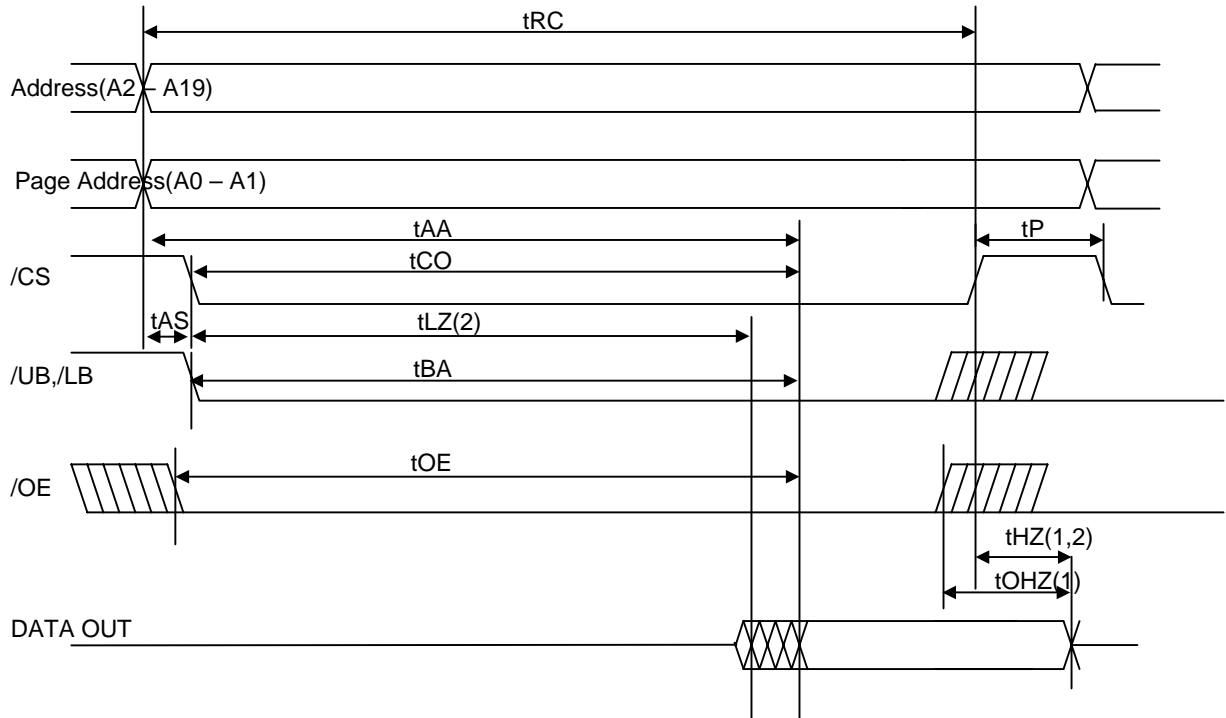 tRC
Address(A2 – A19)
Page Address(A0 – A1)
tAA
tP
tCO
/CS
tAS
tLZ(2)
/UB,/LB
tBA
tOE
/OE
tHZ(1,2)
tOHZ(1)
DATA OUT